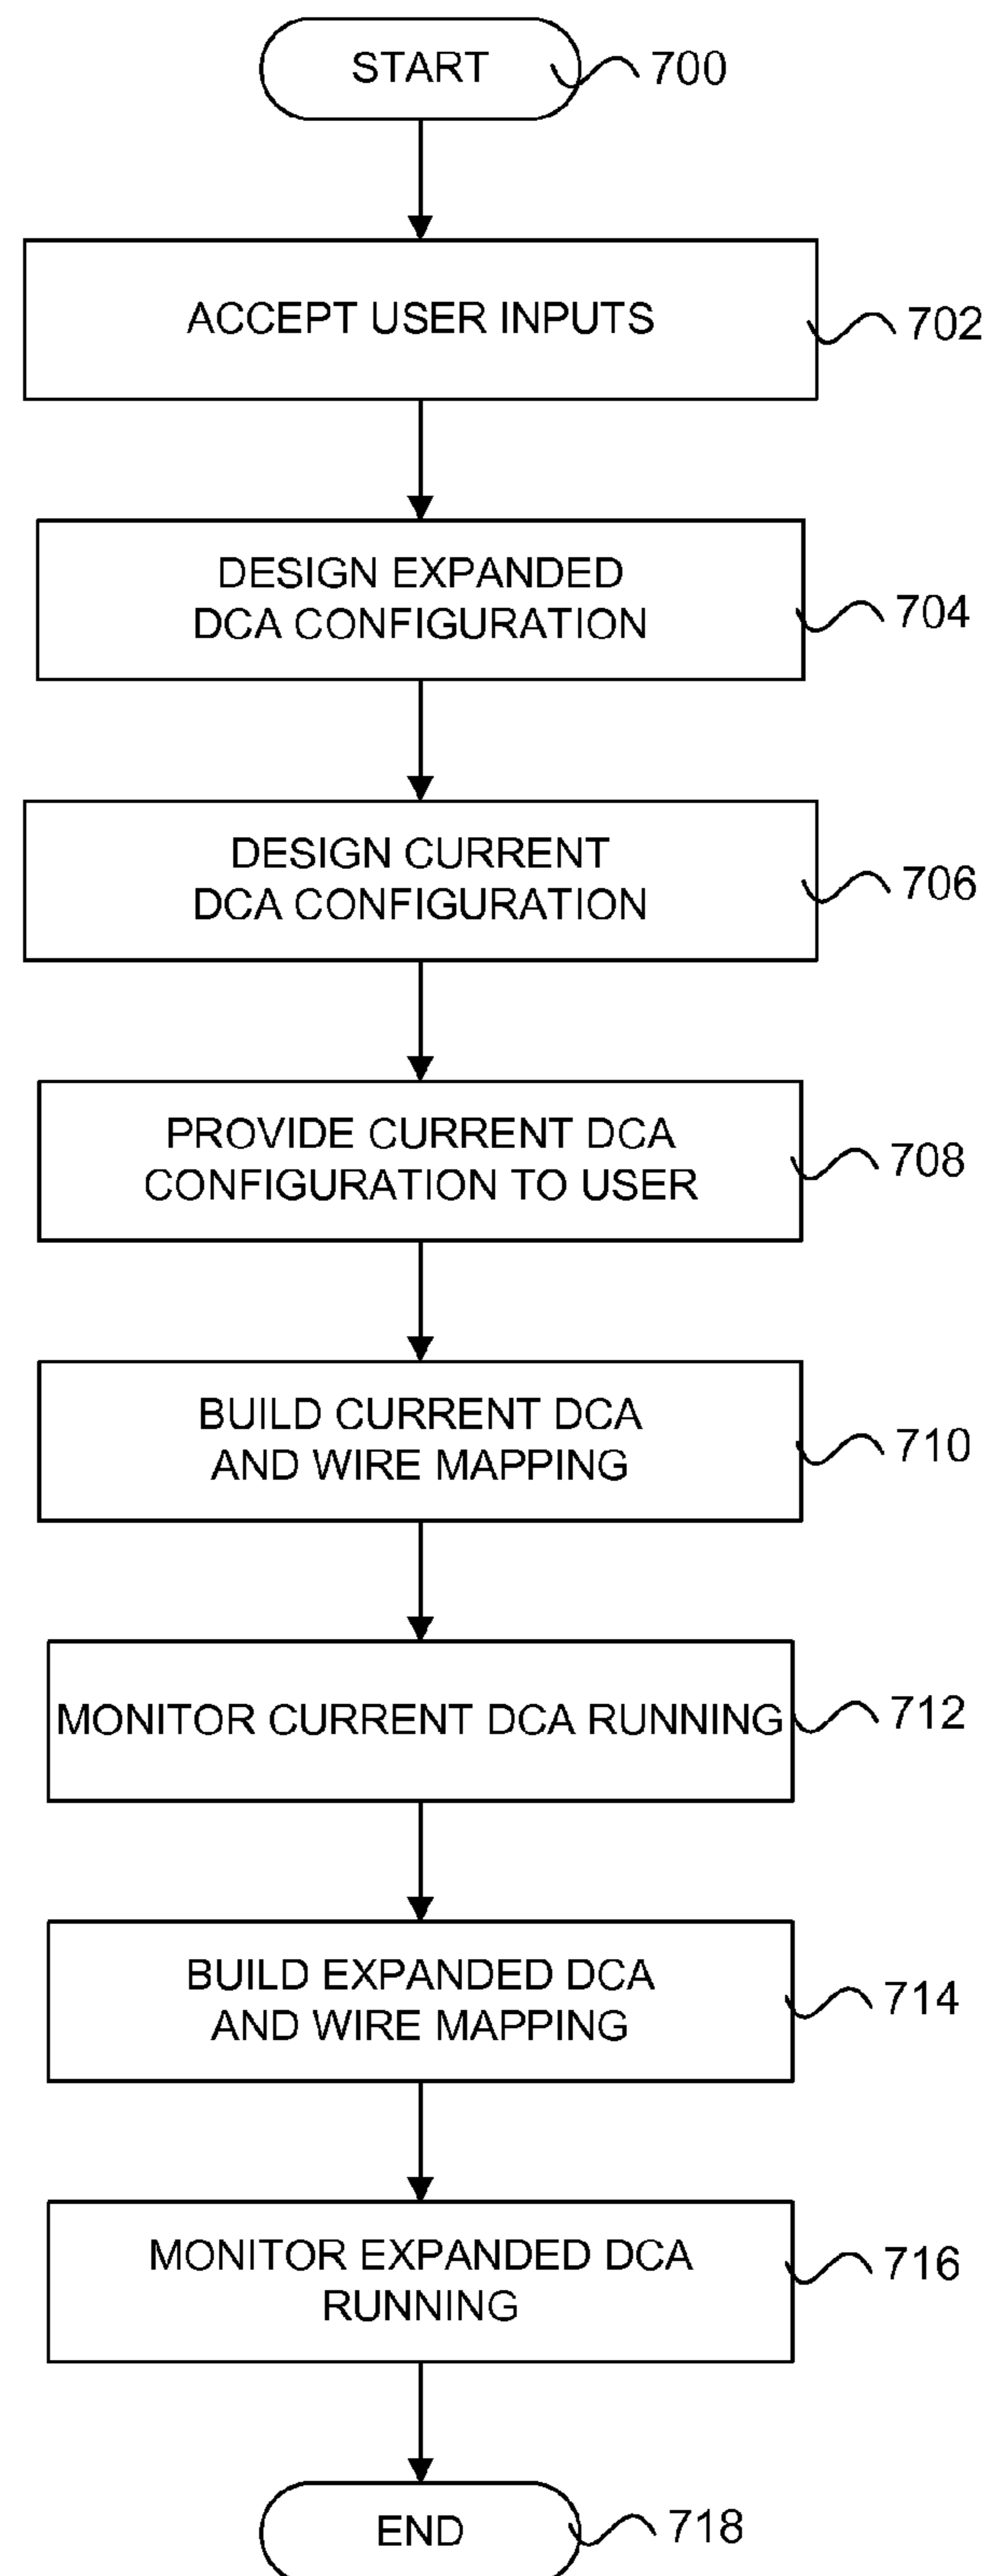 START
700
ACCEPT USER INPUTS
702
DESIGN EXPANDED
DCA CONFIGURATION
704
DESIGN CURRENT
DCA CONFIGURATION
706
PROVIDE CURRENT DCA
CONFIGURATION TO USER
708
BUILD CURRENT DCA
AND WIRE MAPPING
710
MONITOR CURRENT DCA RUNNING
712
BUILD EXPANDED DCA
AND WIRE MAPPING
714
MONITOR EXPANDED DCA
RUNNING
716
END
718